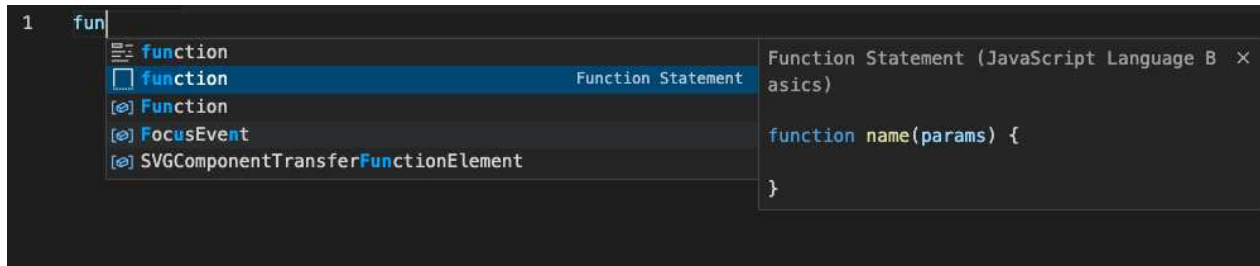 1 fun
function
function Function Statement
Function
FocusEvent
SVGComponentTransferFunctionElement
Function Statement (JavaScript Language B ×
asics)
function name(params) {
}